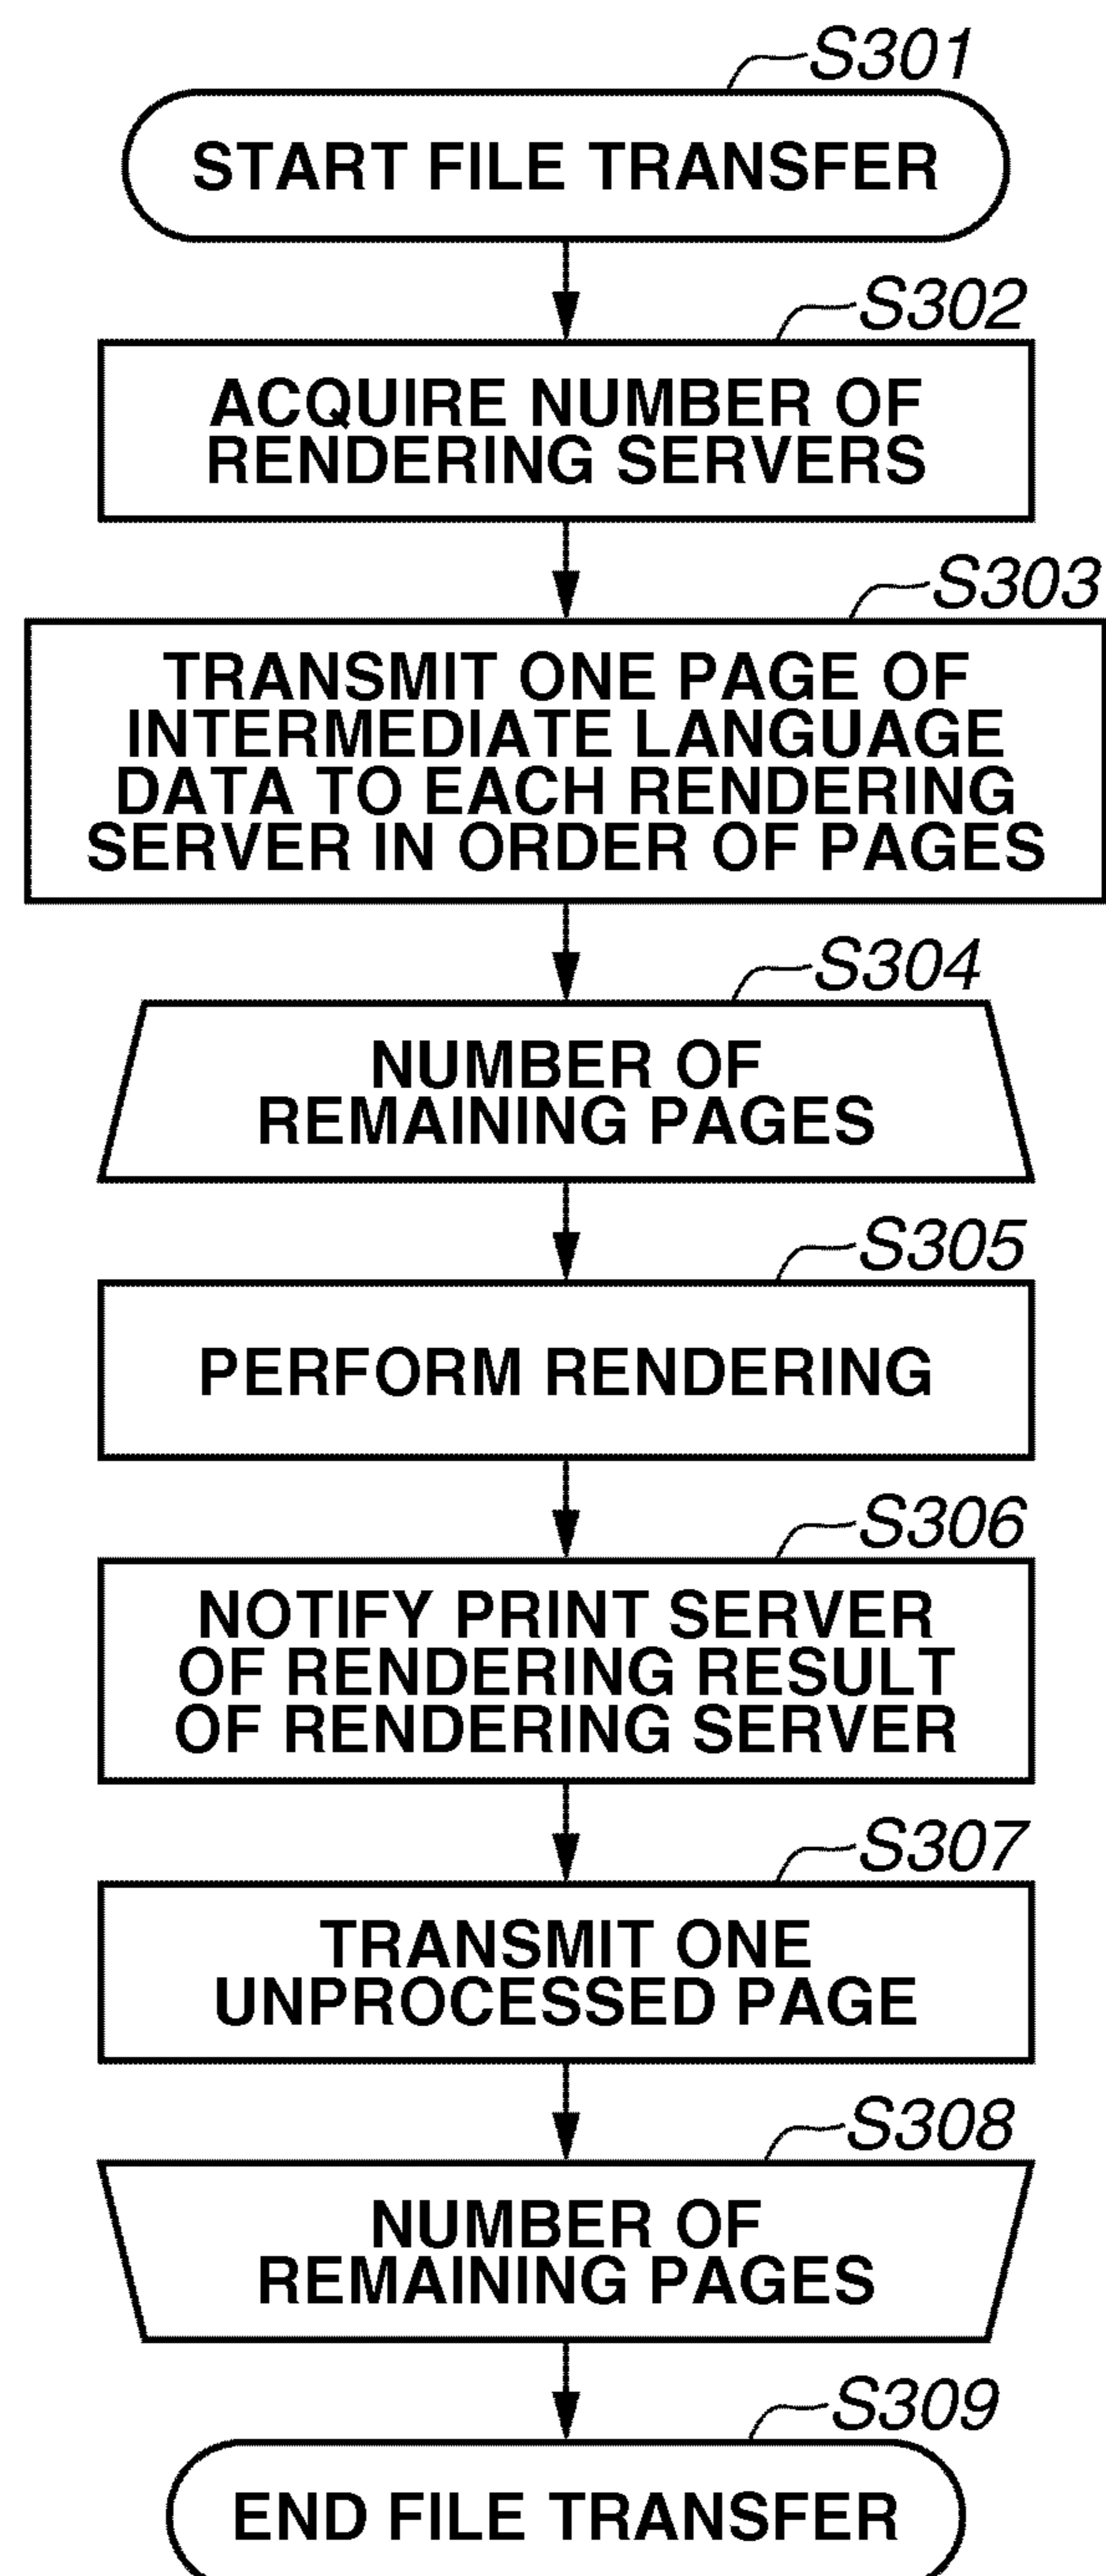 S301
START FILE TRANSFER
S302
ACQUIRE NUMBER OF
RENDERING SERVERS
S303
TRANSMIT ONE PAGE OF
INTERMEDIATE LANGUAGE
DATA TO EACH RENDERING
SERVER IN ORDER OF PAGES
S304
NUMBER OF
REMAINING PAGES
S305
PERFORM RENDERING
S306
NOTIFY PRINT SERVER
OF RENDERING RESULT
OF RENDERING SERVER
S307
TRANSMIT ONE
UNPROCESSED PAGE
S308
NUMBER OF
REMAINING PAGES
S309
END FILE TRANSFER